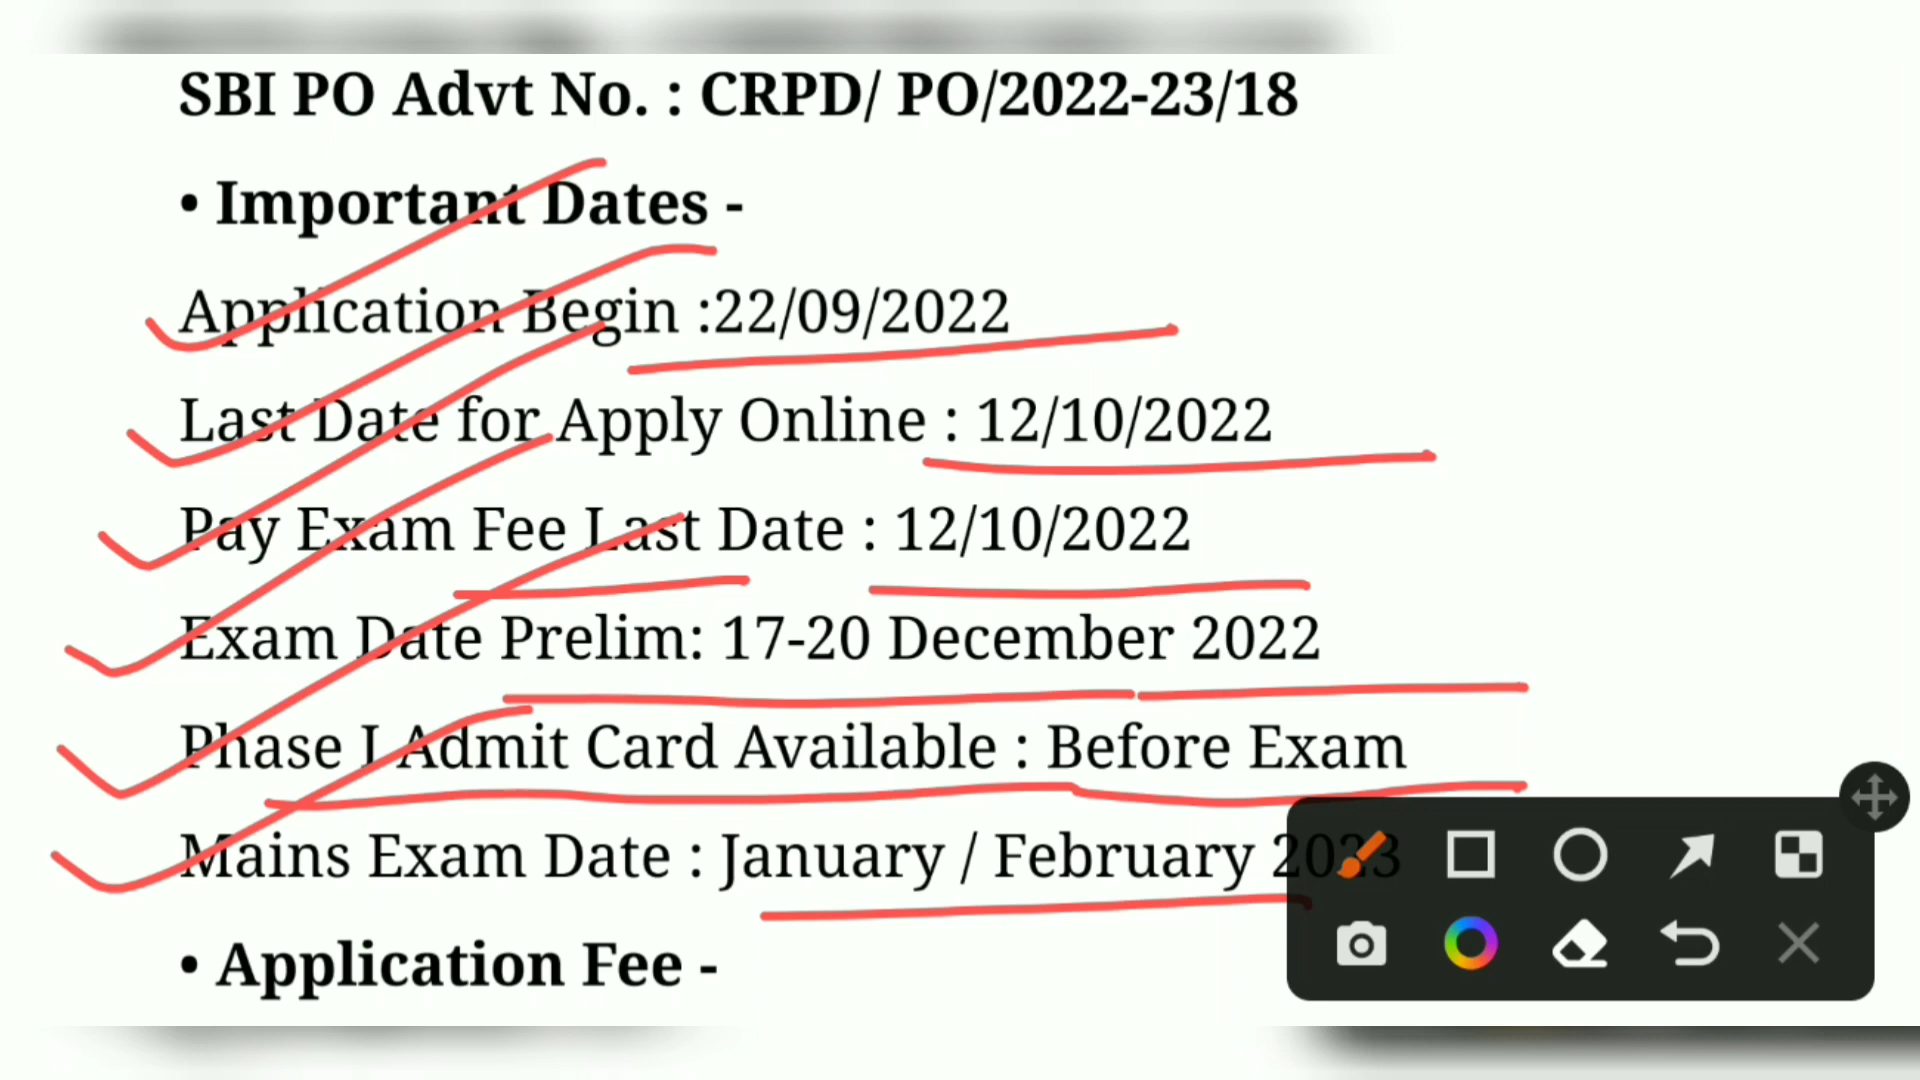 SBI PO Advt No. : CRPD/ PO/2022-23/18
• Important Dates -
Application Begin :22/09/2022
Last Date for Apply Online : 12/10/2022
Pay Exam Fee Last Date : 12/10/2022
Exam Date Prelim: 17-20 December 2022
Phase I Admit Card Available : Before Exam
Mains Exam Date : January / February 2023
• Application Fee -